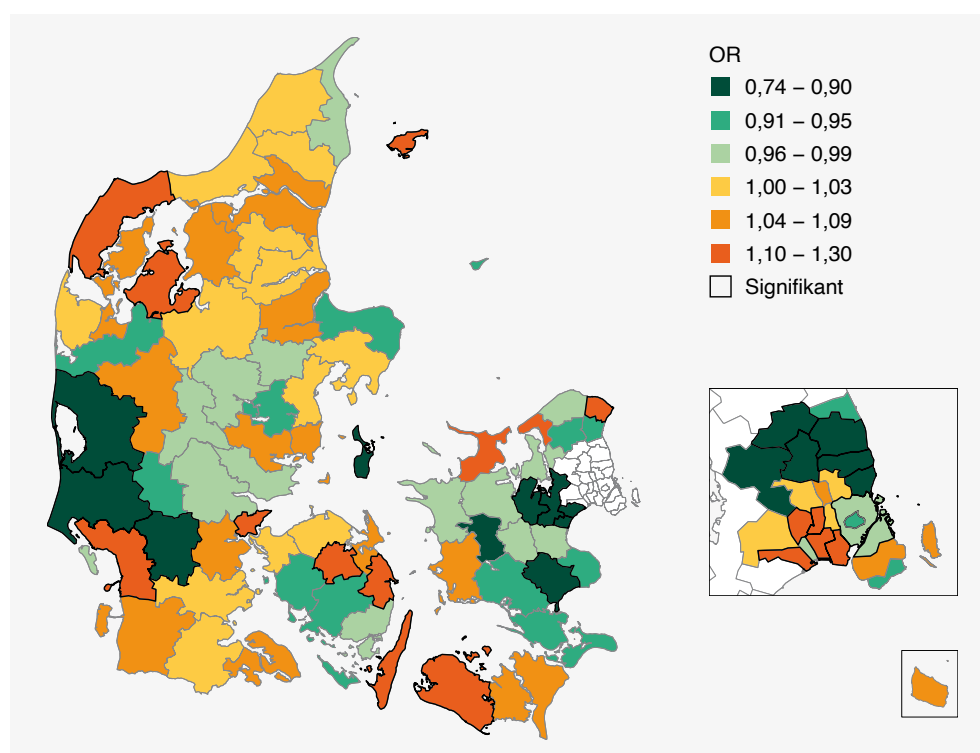 OR
0,74 – 0,90
0,91 – 0,95
0,96 – 0,99
1,00 – 1,03
1,04 – 1,09
1,10 – 1,30
Signifikant